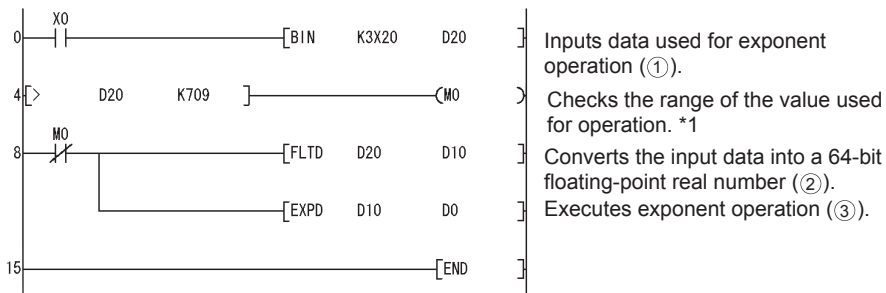 X0
0 [BIN K3X20 D20 ] Inputs data used for exponent
operation (①).
4 [> D20 K709 ] (M0 ) Checks the range of the value used
for operation. *1
M0
8 [FLTD D20 D10 ] Converts the input data into a 64-bit
floating-point real number (②).
[EXPD D10 D0 ] Executes exponent operation (③).
15 [END ]